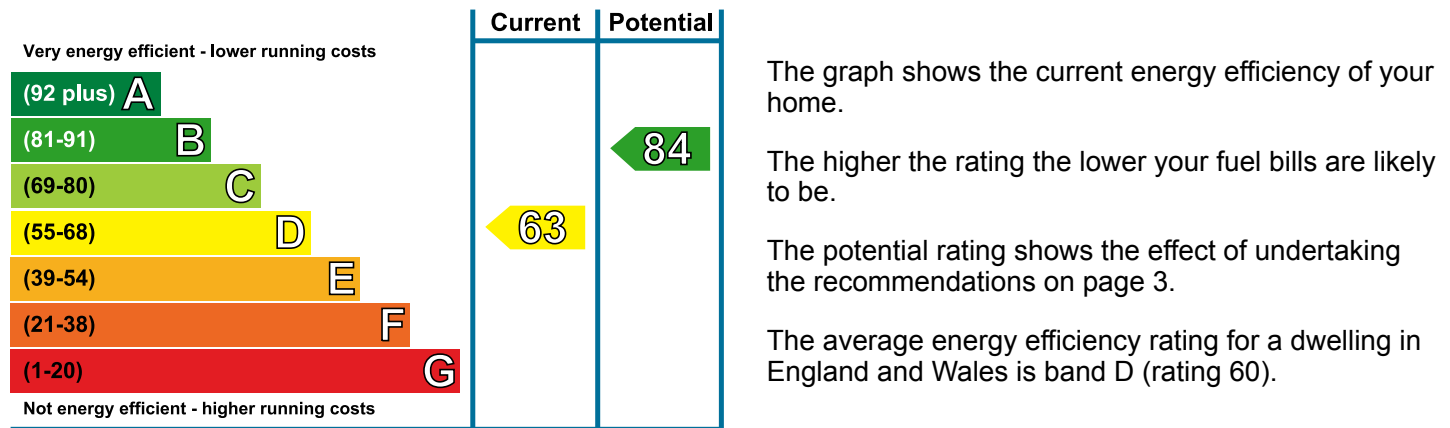 Current Potential
Very energy efficient - lower running costs
(92 plus) A
(81-91) B
84
(69-80) C
(55-68) D
63
(39-54) E
(21-38) F
(1-20) G
Not energy efficient - higher running costs
The graph shows the current energy efficiency of your
home.
The higher the rating the lower your fuel bills are likely
to be.
The potential rating shows the effect of undertaking
the recommendations on page 3.
The average energy efficiency rating for a dwelling in
England and Wales is band D (rating 60).